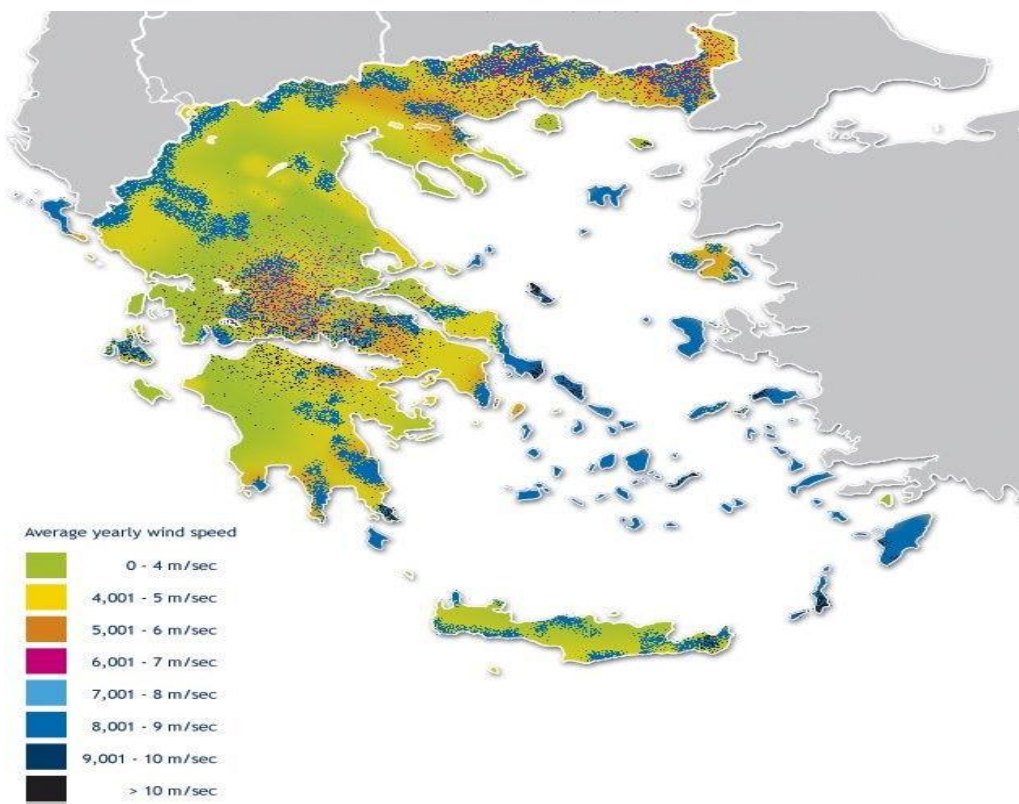 Average yearly wind speed
0 - 4 m/sec
4,001 - 5 m/sec
5,001 - 6 m/sec
6,001 - 7 m/sec
7,001 - 8 m/sec
8,001 - 9 m/sec
9,001 - 10 m/sec
> 10 m/sec